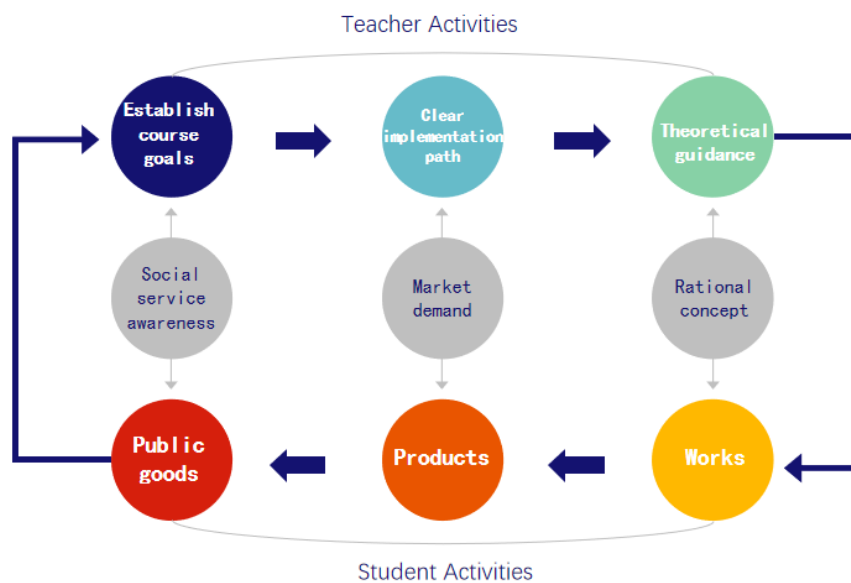 Teacher Activities
Establish
course
goals
Clear
implementation
path
Theoretical
guidance
Social
service
awareness
Market
demand
Rational
concept
Public
goods
Products
Works
Student Activities